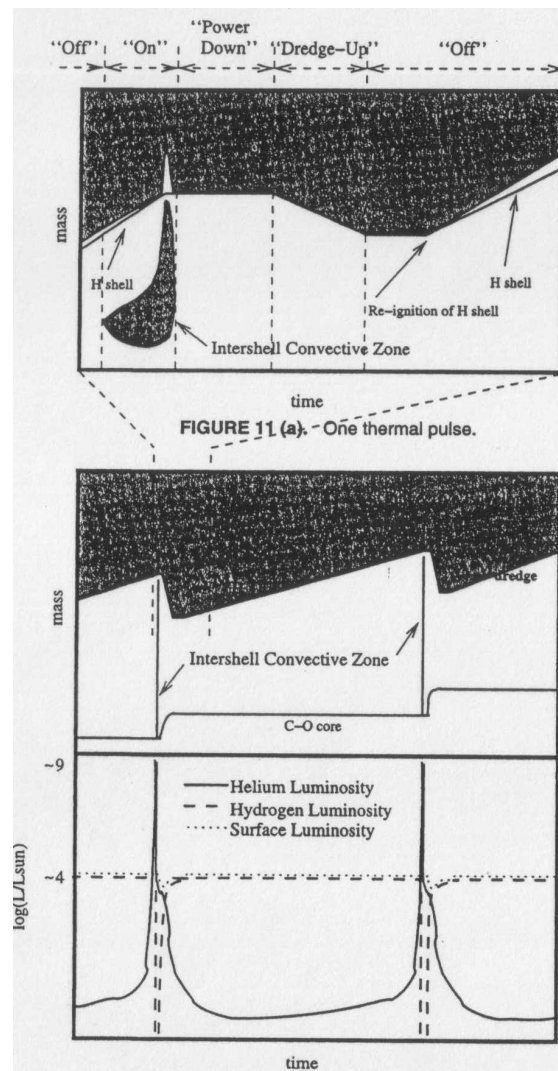 “Power
“Off” “On” Down” “Dredge–Up” “Off”
mass
H shell
H shell
Re–ignition of H shell
Intershell Convective Zone
time
FIGURE 11 (a). One thermal pulse.
mass
dredge
Intershell Convective Zone
C–O core
~9
Helium Luminosity
Hydrogen Luminosity
Surface Luminosity
~4
log(L/Lsun)
time